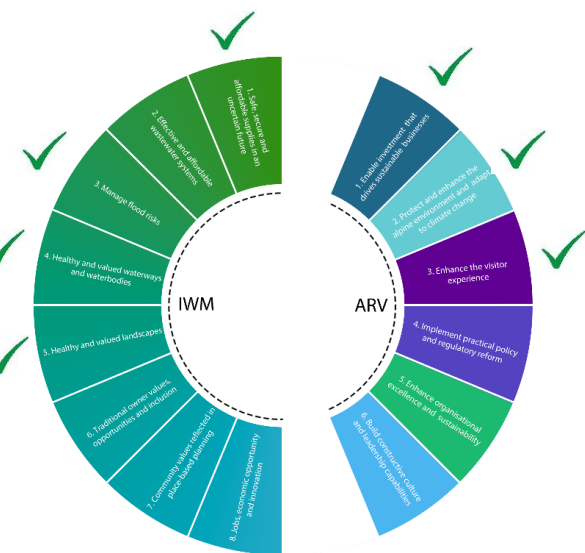 1. Safe, secure and
affordable supplies in an
uncertain future
2. Effective and affordable
wastewater systems
3. Manage flood risks
4. Healthy and valued waterways
and waterbodies
5. Healthy and valued landscapes
6. Traditional owner values,
opportunities and inclusion
7. Community values reflected in
place-based planning
8. Jobs, economic opportunity
and innovation
IWM
ARV
1. Enable investment that
drives sustainable businesses
2. Protect and enhance the
alpine environment and adapt
to climate change
3. Enhance the visitor
experience
4. Implement practical policy
and regulatory reform
5. Enhance organisational
excellence and sustainability
6. Build constructive culture
and leadership capabilities